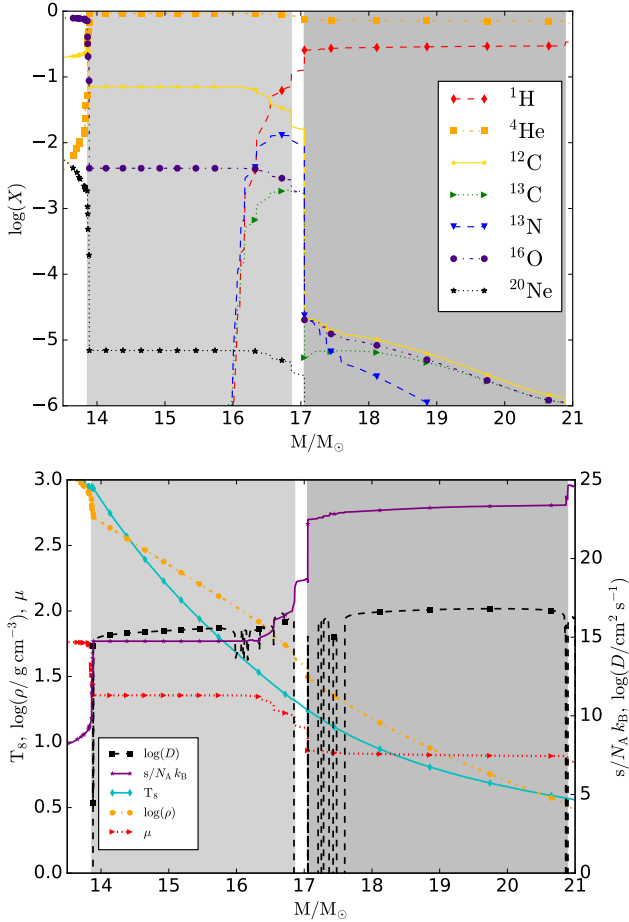 0
−1
−2
−3
−4
−5
−6
log(X)
¹H
⁴He
¹²C
¹³C
¹³N
¹⁶O
²⁰Ne
14 15 16 17 18 19 20 21
M/M⊙
3.0
2.5
2.0
1.5
1.0
0.5
0.0
T₈, log(ρ/ g cm⁻³), μ
log(D)
s/N_A k_B
T₈
log(ρ)
μ
25
20
15
10
5
0
s/N_A k_B, log(D/cm² s⁻¹)
14 15 16 17 18 19 20 21
M/M⊙